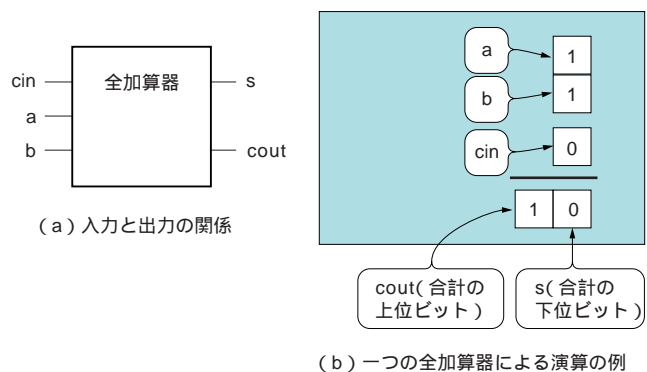 cin
a
b
全加算器
s
cout
(a)入力と出力の関係
a
1
b
1
cin
0
1 0
cout(合計の
上位ビット)
s(合計の
下位ビット)
(b)一つの全加算器による演算の例